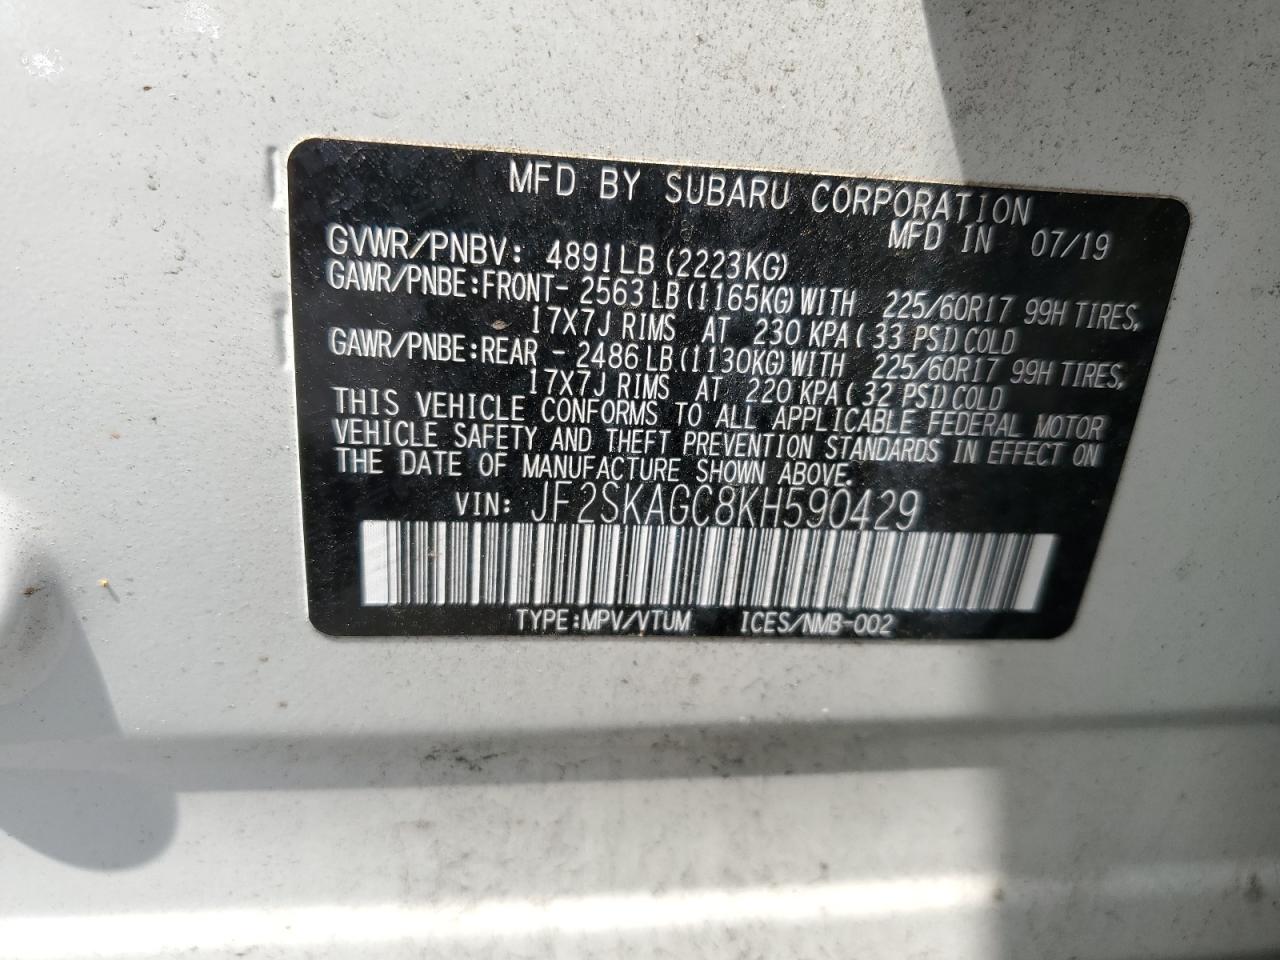 MFD BY SUBARU CORPORATION
MFD IN 07/19
GVWR/PNBV: 4891LB (2223KG)
GAWR/PNBE:FRONT- 2563 LB (1165KG) WITH 225/60R17 99H TIRES,
17X7J RIMS AT 230 KPA ( 33 PSI) COLD
GAWR/PNBE:REAR - 2486 LB (1130KG) WITH 225/60R17 99H TIRES,
17X7J RIMS AT 220 KPA ( 32 PSI) COLD
THIS VEHICLE CONFORMS TO ALL APPLICABLE FEDERAL MOTOR
VEHICLE SAFETY AND THEFT PREVENTION STANDARDS IN EFFECT ON
THE DATE OF MANUFACTURE SHOWN ABOVE.
VIN: JF2SKAGC8KH590429
TYPE:MPV/VTUM ICES/NMB-002